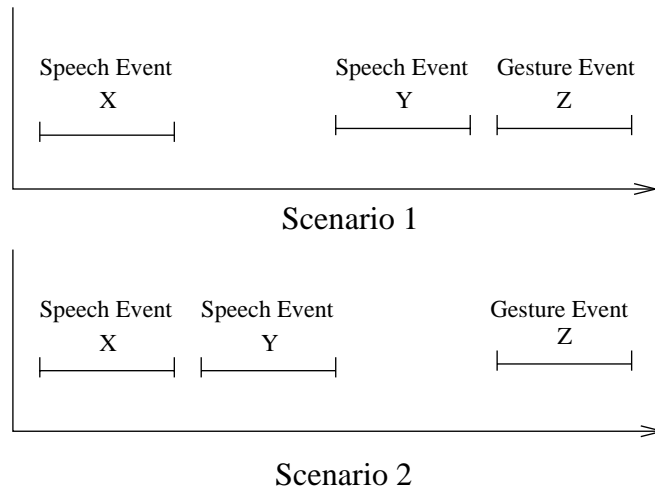 Speech Event Speech Event Gesture Event
X Y Z
Scenario 1
Speech Event Speech Event Gesture Event
X Y Z
Scenario 2